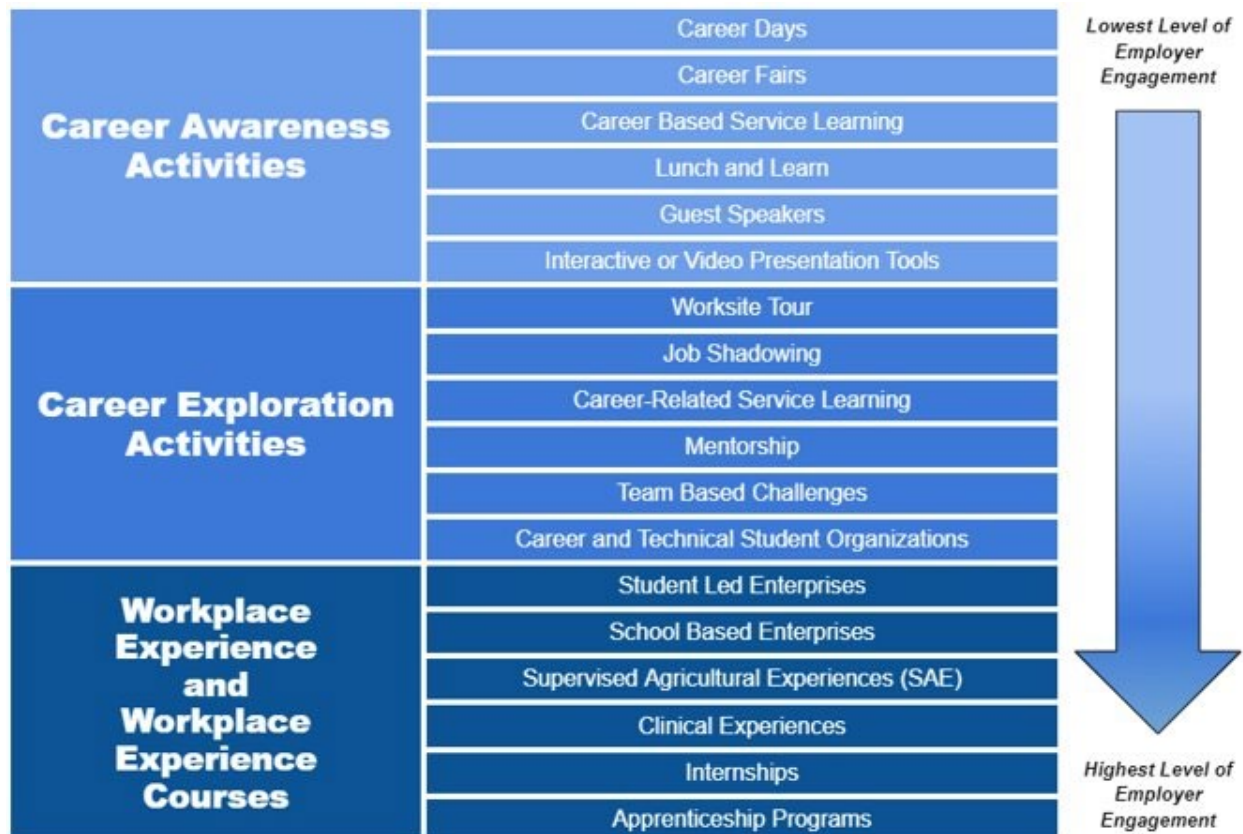 Career Awareness
Activities
Career Days
Career Fairs
Career Based Service Learning
Lunch and Learn
Guest Speakers
Interactive or Video Presentation Tools
Career Exploration
Activities
Worksite Tour
Job Shadowing
Career-Related Service Learning
Mentorship
Team Based Challenges
Career and Technical Student Organizations
Workplace
Experience
and
Workplace
Experience
Courses
Student Led Enterprises
School Based Enterprises
Supervised Agricultural Experiences (SAE)
Clinical Experiences
Internships
Apprenticeship Programs
Lowest Level of
Employer
Engagement
Highest Level of
Employer
Engagement